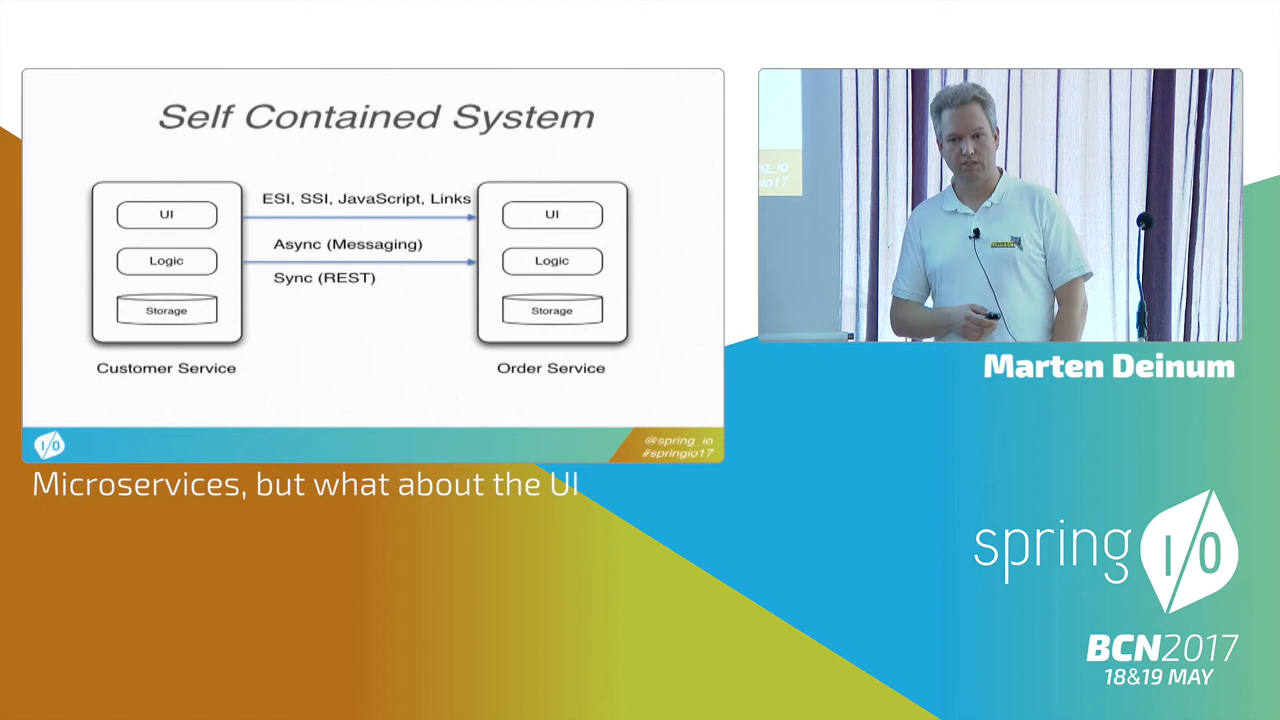 Self Contained System
UI
Logic
Storage
Customer Service
ESI, SSI, JavaScript, Links
Async (Messaging)
Sync (REST)
UI
Logic
Storage
Order Service
I/O
@spring_io
#springio17
Marten Deinum
Microservices, but what about the UI
spring I/O
BCN2017
18&19 MAY